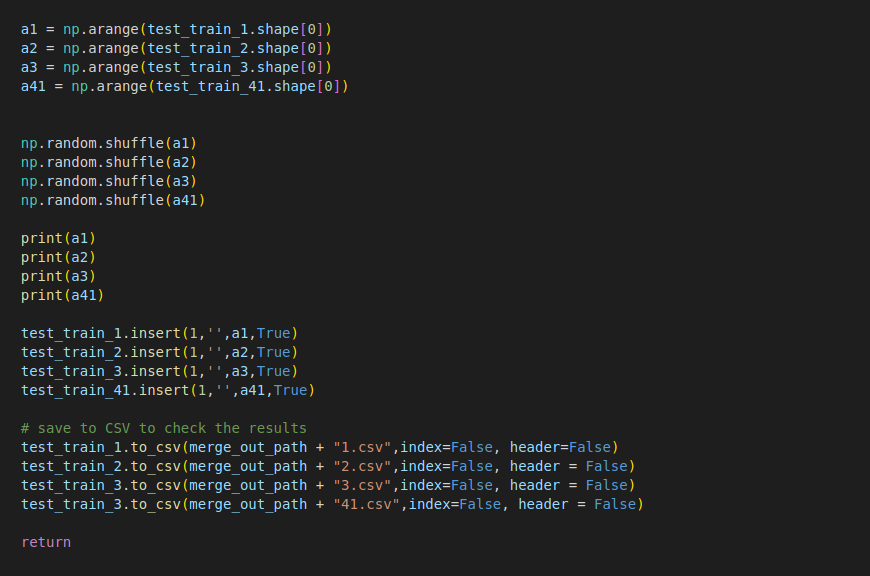 a1 = np.arange(test_train_1.shape[0])
a2 = np.arange(test_train_2.shape[0])
a3 = np.arange(test_train_3.shape[0])
a41 = np.arange(test_train_41.shape[0])
np.random.shuffle(a1)
np.random.shuffle(a2)
np.random.shuffle(a3)
np.random.shuffle(a41)
print(a1)
print(a2)
print(a3)
print(a41)
test_train_1.insert(1,'',a1,True)
test_train_2.insert(1,'',a2,True)
test_train_3.insert(1,'',a3,True)
test_train_41.insert(1,'',a41,True)
# save to CSV to check the results
test_train_1.to_csv(merge_out_path + "1.csv",index=False, header=False)
test_train_2.to_csv(merge_out_path + "2.csv",index=False, header = False)
test_train_3.to_csv(merge_out_path + "3.csv",index=False, header = False)
test_train_3.to_csv(merge_out_path + "41.csv",index=False, header = False)
return